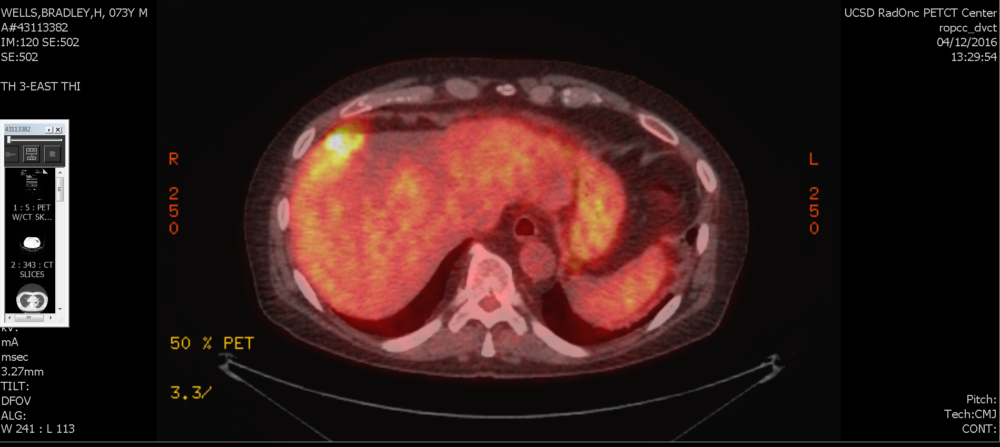 WELLS,BRADLEY,H, 073Y M
A#43113382
IM:120 SE:502
SE:502
TH 3-EAST THI
UCSD RadOnc PETCT Center
ropcc_dvct
04/12/2016
13:29:54
43113382
1 : 5 : PET
W/CT SK...
2 : 343 : CT
SLICES
R
2
5
0
L
2
5
0
50 % PET
3.3/
kV:
mA
msec
3.27mm
TILT:
DFOV
ALG:
W 241 : L 113
Pitch:
Tech:CMJ
CONT: